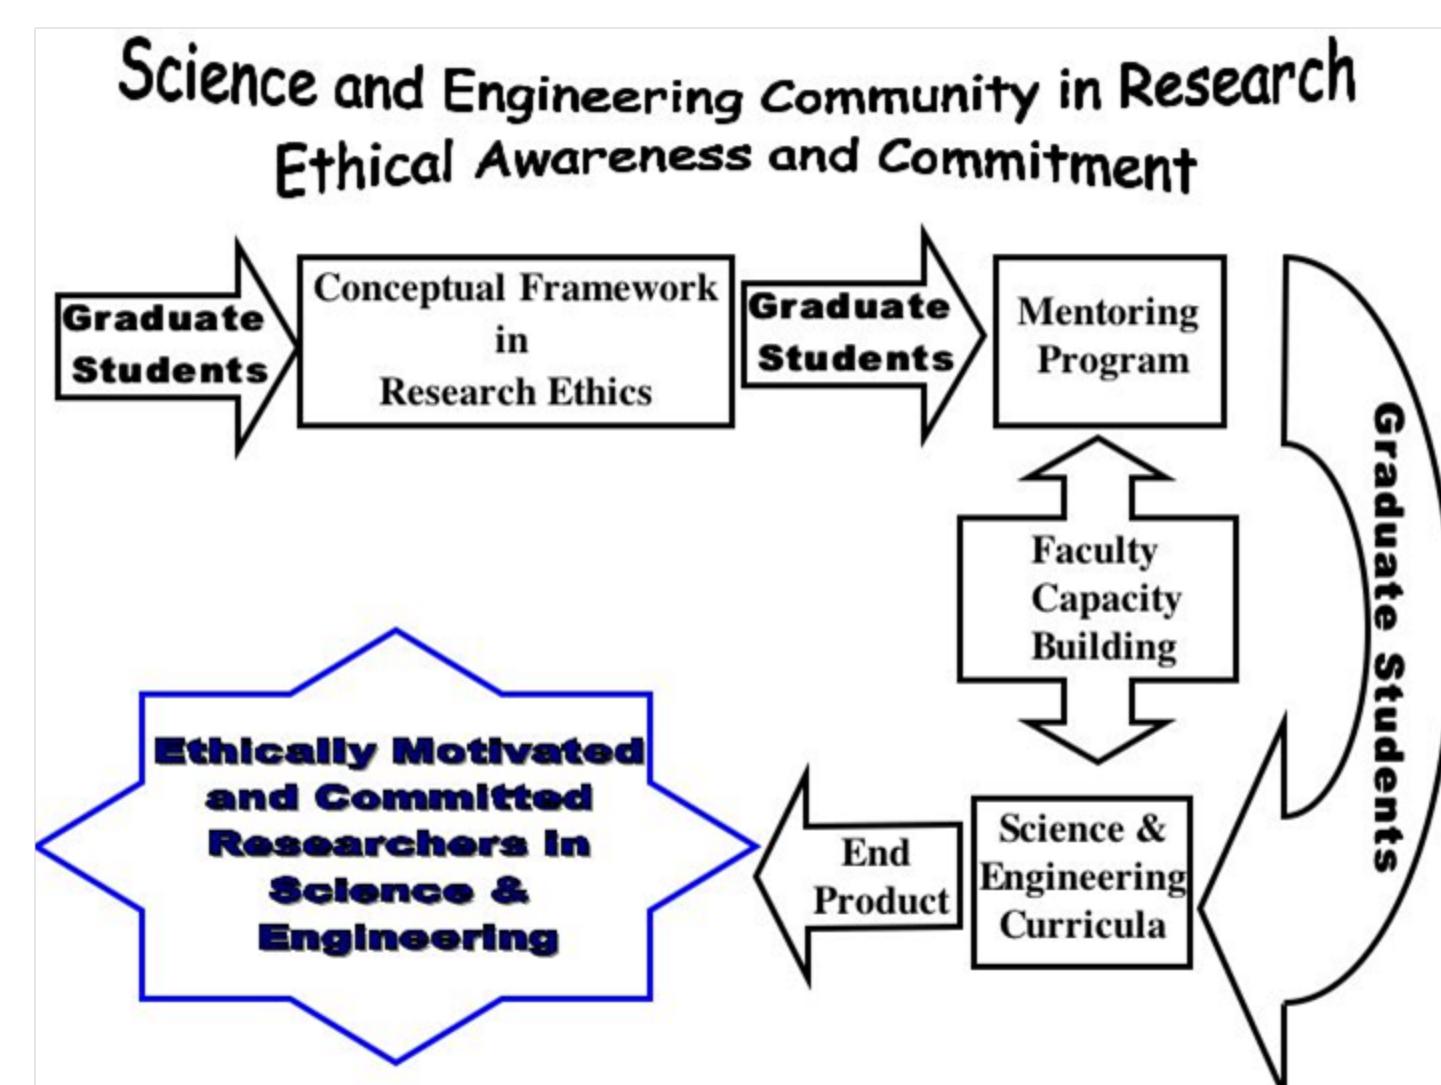 Science and Engineering Community in Research
Ethical Awareness and Commitment
Graduate
Students
Conceptual Framework
in
Research Ethics
Graduate
Students
Mentoring
Program
Graduate Students
Faculty
Capacity
Building
Science &
Engineering
Curricula
End
Product
Ethically Motivated
and Committed
Researchers in
Science &
Engineering